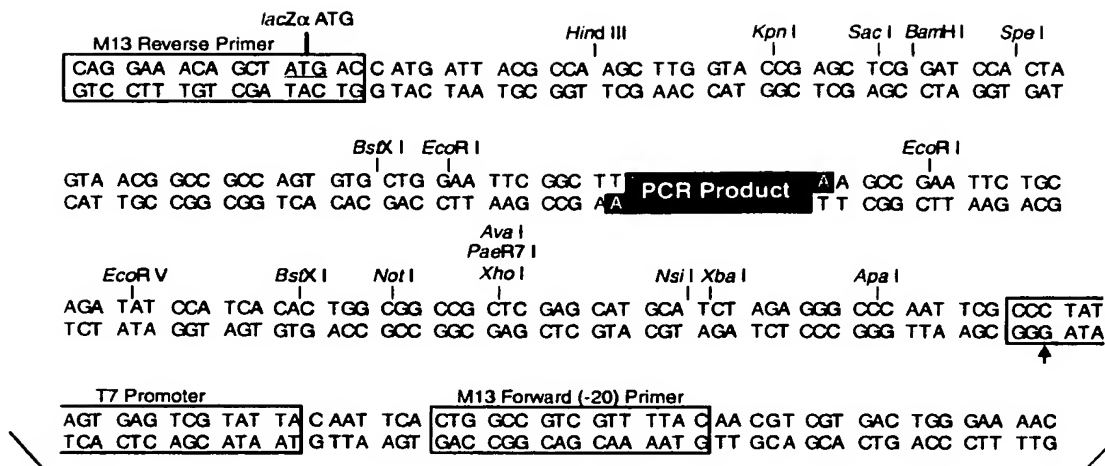 lacZα ATG
M13 Reverse Primer
Hind III Kpn I Sac I BamH I Spe I
CAG GAA ACA GCT ATG AC C ATG ATT ACG CCA AGC TTG GTA CCG AGC TCG GAT CCA CTA
GTC CTT TGT CGA TAC TG G TAC TAA TGC GGT TCG AAC CAT GGC TCG AGC CTA GGT GAT
BstX I EcoR I EcoR I
GTA ACG GCC GCC AGT GTG CTG GAA TTC GGC TT PCR Product A A GCC GAA TTC TGC
CAT TGC CGG CGG TCA CAC GAC CTT AAG CCG A A T T CGG CTT AAG ACG
Ava I
PaeR7 I
EcoR V BstX I Not I Xho I Nsi I Xba I Apa I
AGA TAT CCA TCA CAC TGG CGG CCG CTC GAG CAT GCA TCT AGA GGG CCC AAT TCG CCC TAT
TCT ATA GGT AGT GTG ACC GCC GGC GAG CTC GTA CGT AGA TCT CCC GGG TTA AGC GGG ATA
T7 Promoter M13 Forward (-20) Primer
AGT GAG TCG TAT TA C AAT TCA CTG GCC GTC GTT TTA C AA CGT CGT GAC TGG GAA AAC
TCA CTC AGC ATA AT G TTA AGT GAC CGG CAG CAA AAT G TT GCA GCA CTG ACC CTT TTG